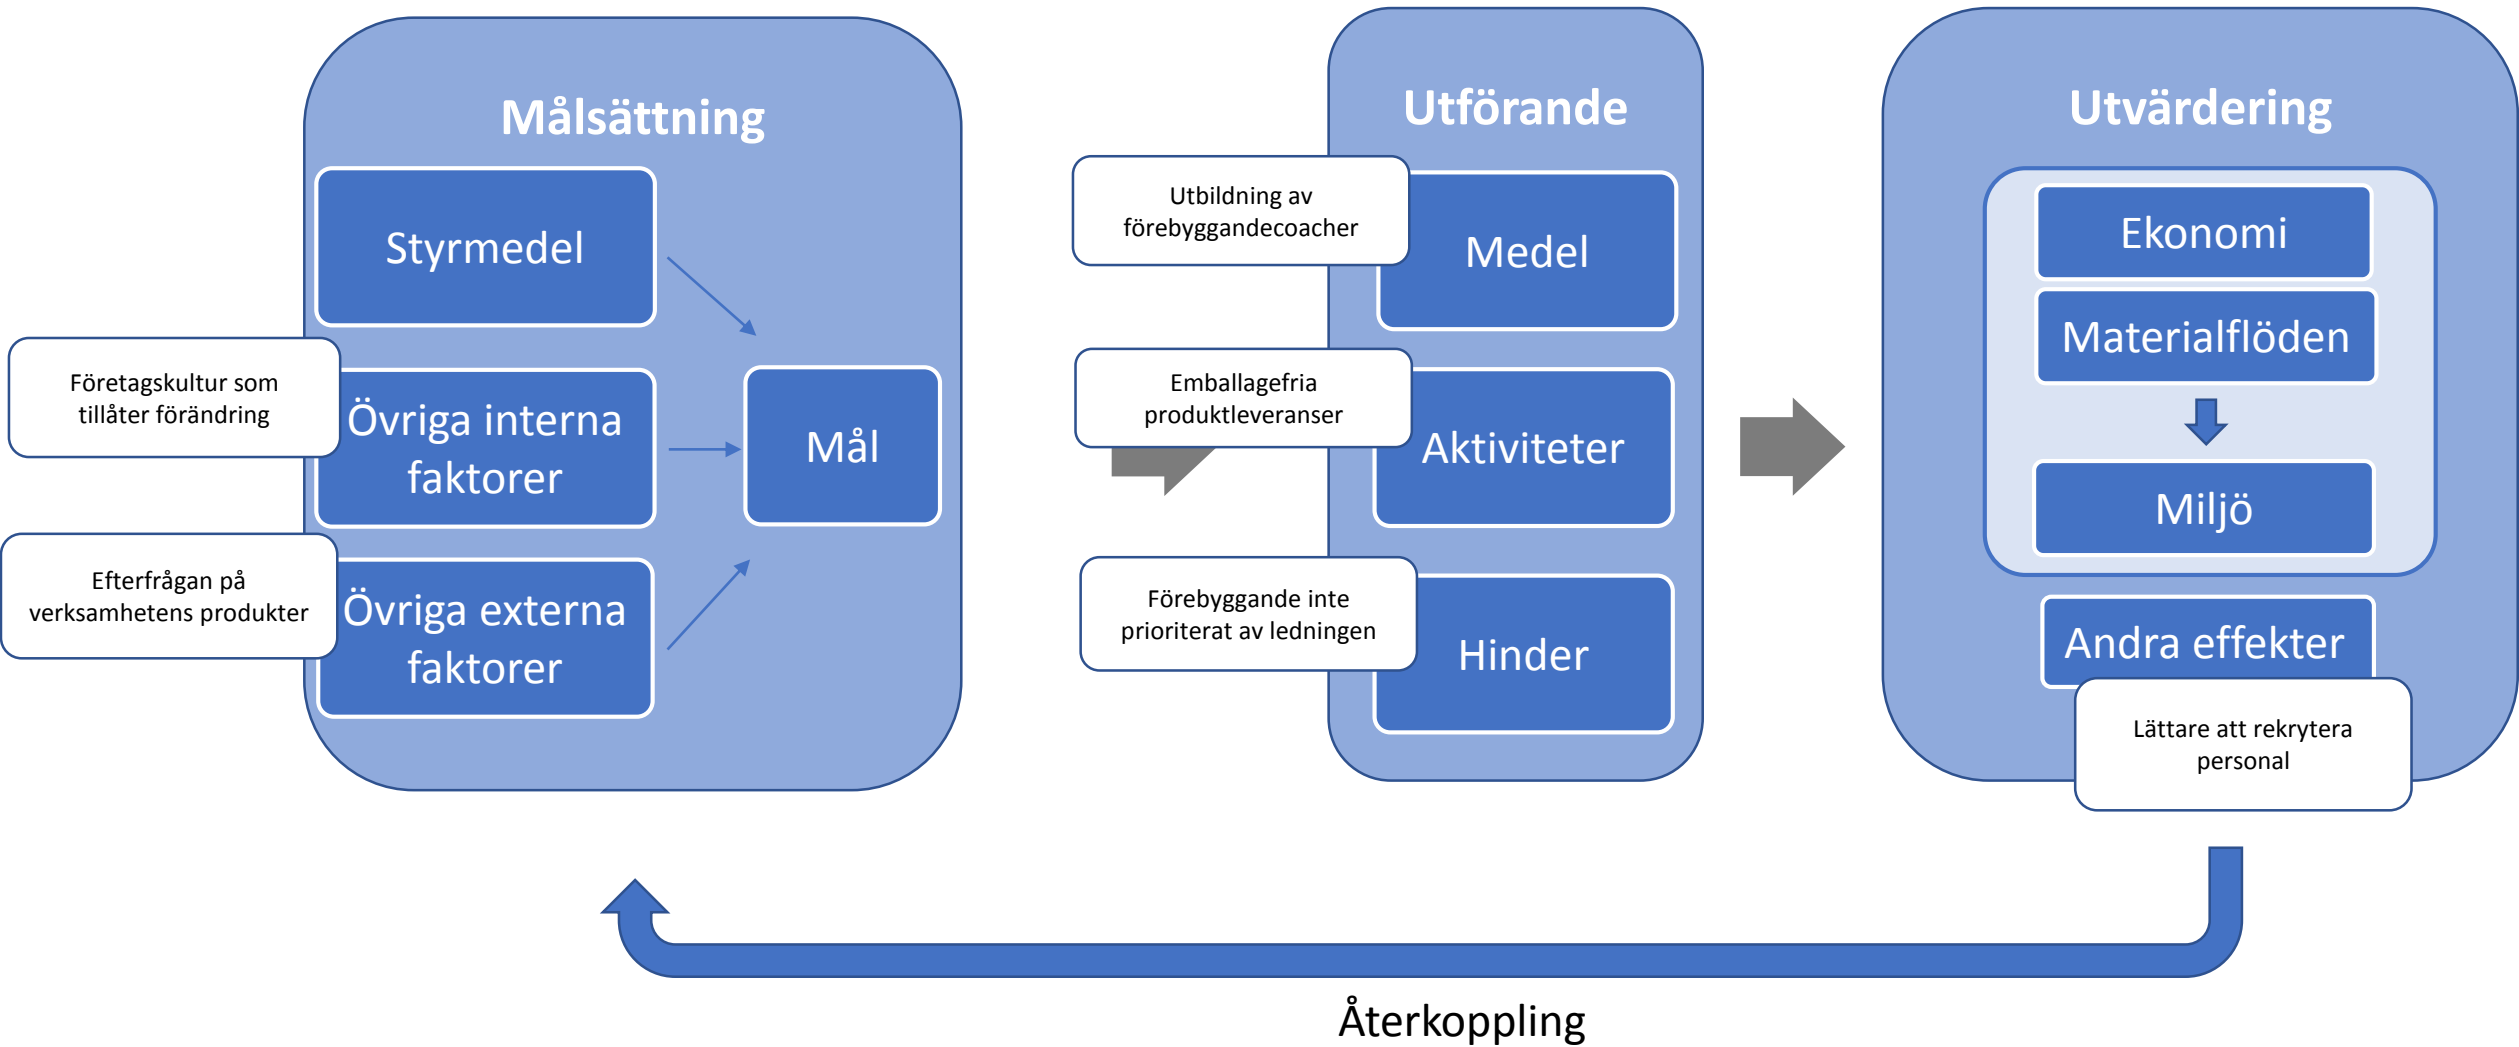 Målsättning
Styrmedel
Företagskultur som
tillåter förändring
Övriga interna
faktorer
Mål
Efterfrågan på
verksamhetens produkter
Övriga externa
faktorer
Utförande
Utbildning av
förebyggandecoacher
Medel
Emballagefria
produktleveranser
Aktiviteter
Förebyggande inte
prioriterat av ledningen
Hinder
Utvärdering
Ekonomi
Materialflöden
Miljö
Andra effekter
Lättare att rekrytera
personal
Återkoppling